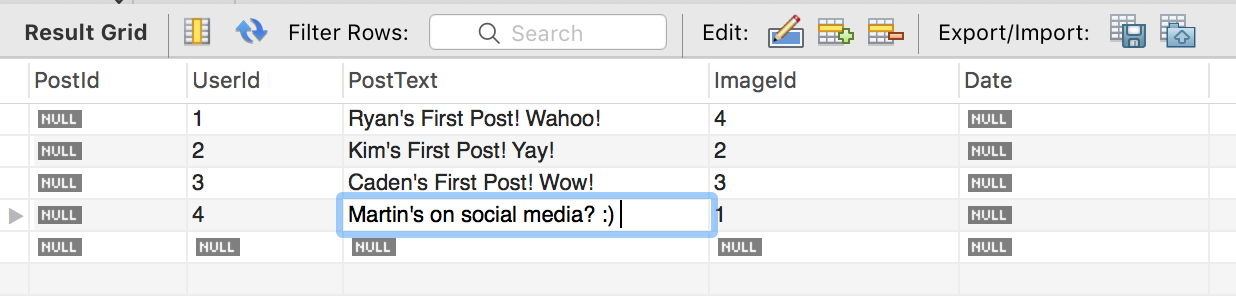 Result Grid Filter Rows: Search Edit: Export/Import:
PostId UserId PostText ImageId Date
NULL 1 Ryan's First Post! Wahoo! 4 NULL
NULL 2 Kim's First Post! Yay! 2 NULL
NULL 3 Caden's First Post! Wow! 3 NULL
NULL 4 Martin's on social media? :) 1 NULL
NULL NULL NULL NULL NULL